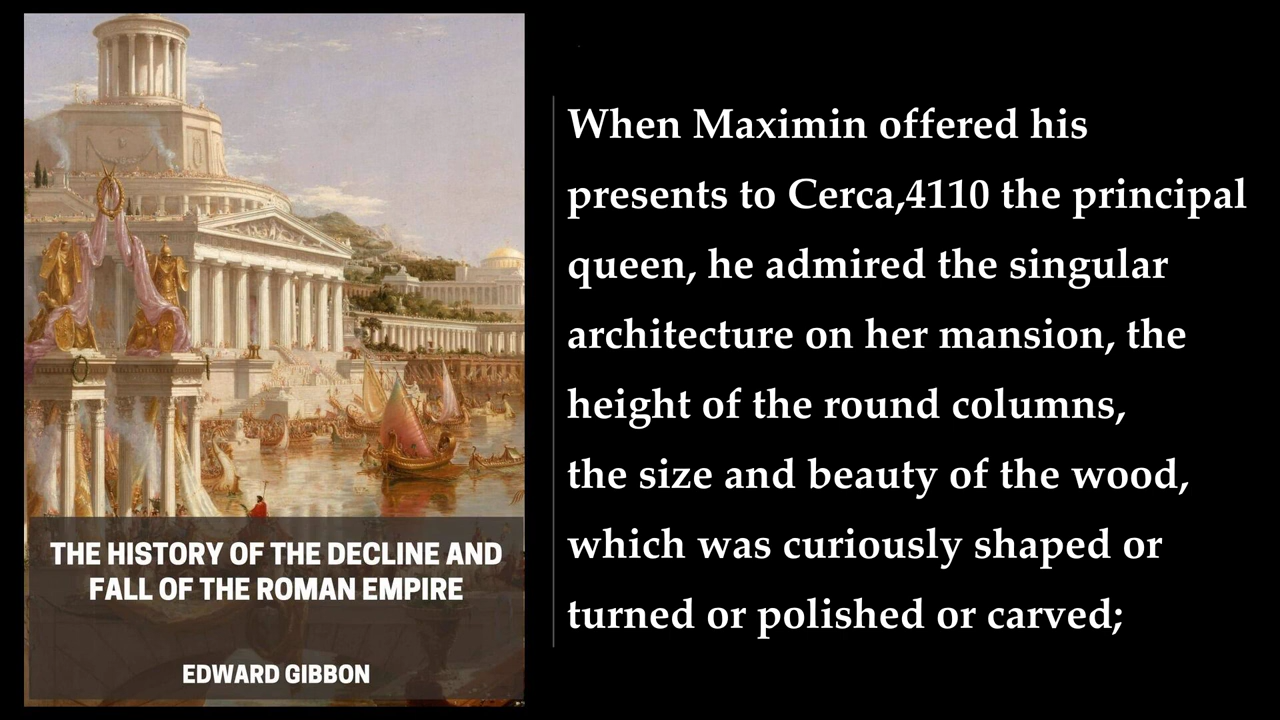 THE HISTORY OF THE DECLINE AND
FALL OF THE ROMAN EMPIRE
EDWARD GIBBON
When Maximin offered his
presents to Cerca,4110 the principal
queen, he admired the singular
architecture on her mansion, the
height of the round columns,
the size and beauty of the wood,
which was curiously shaped or
turned or polished or carved;